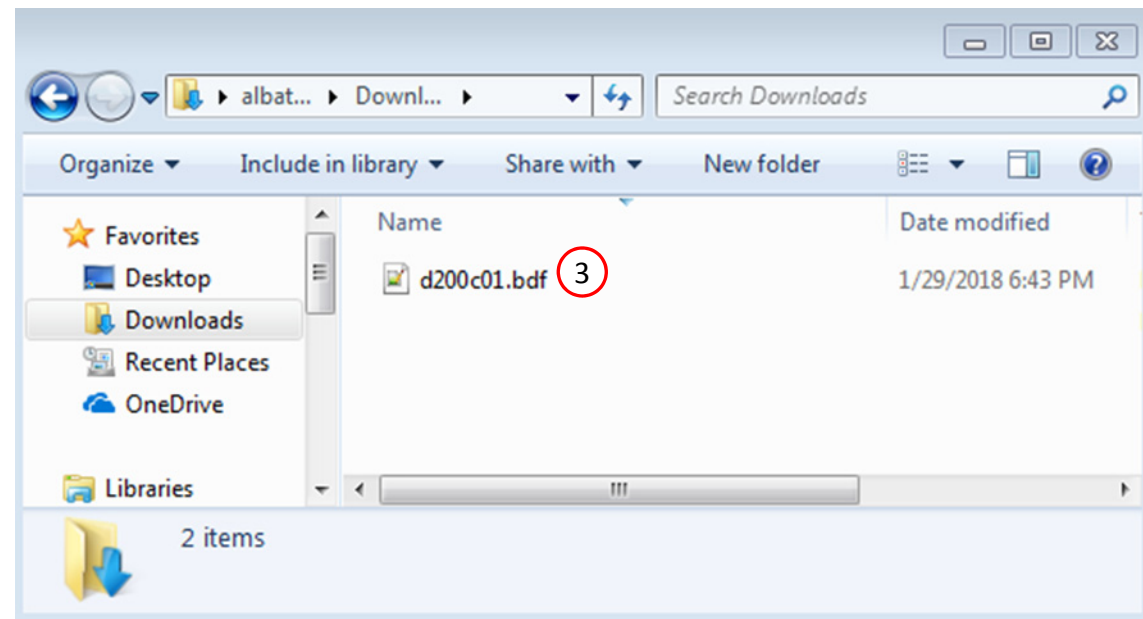 albat... Downl... Search Downloads
Organize Include in library Share with New folder
Name Date modified
Favorites
Desktop
Downloads
Recent Places
OneDrive
Libraries
d200c01.bdf 3 1/29/2018 6:43 PM
2 items